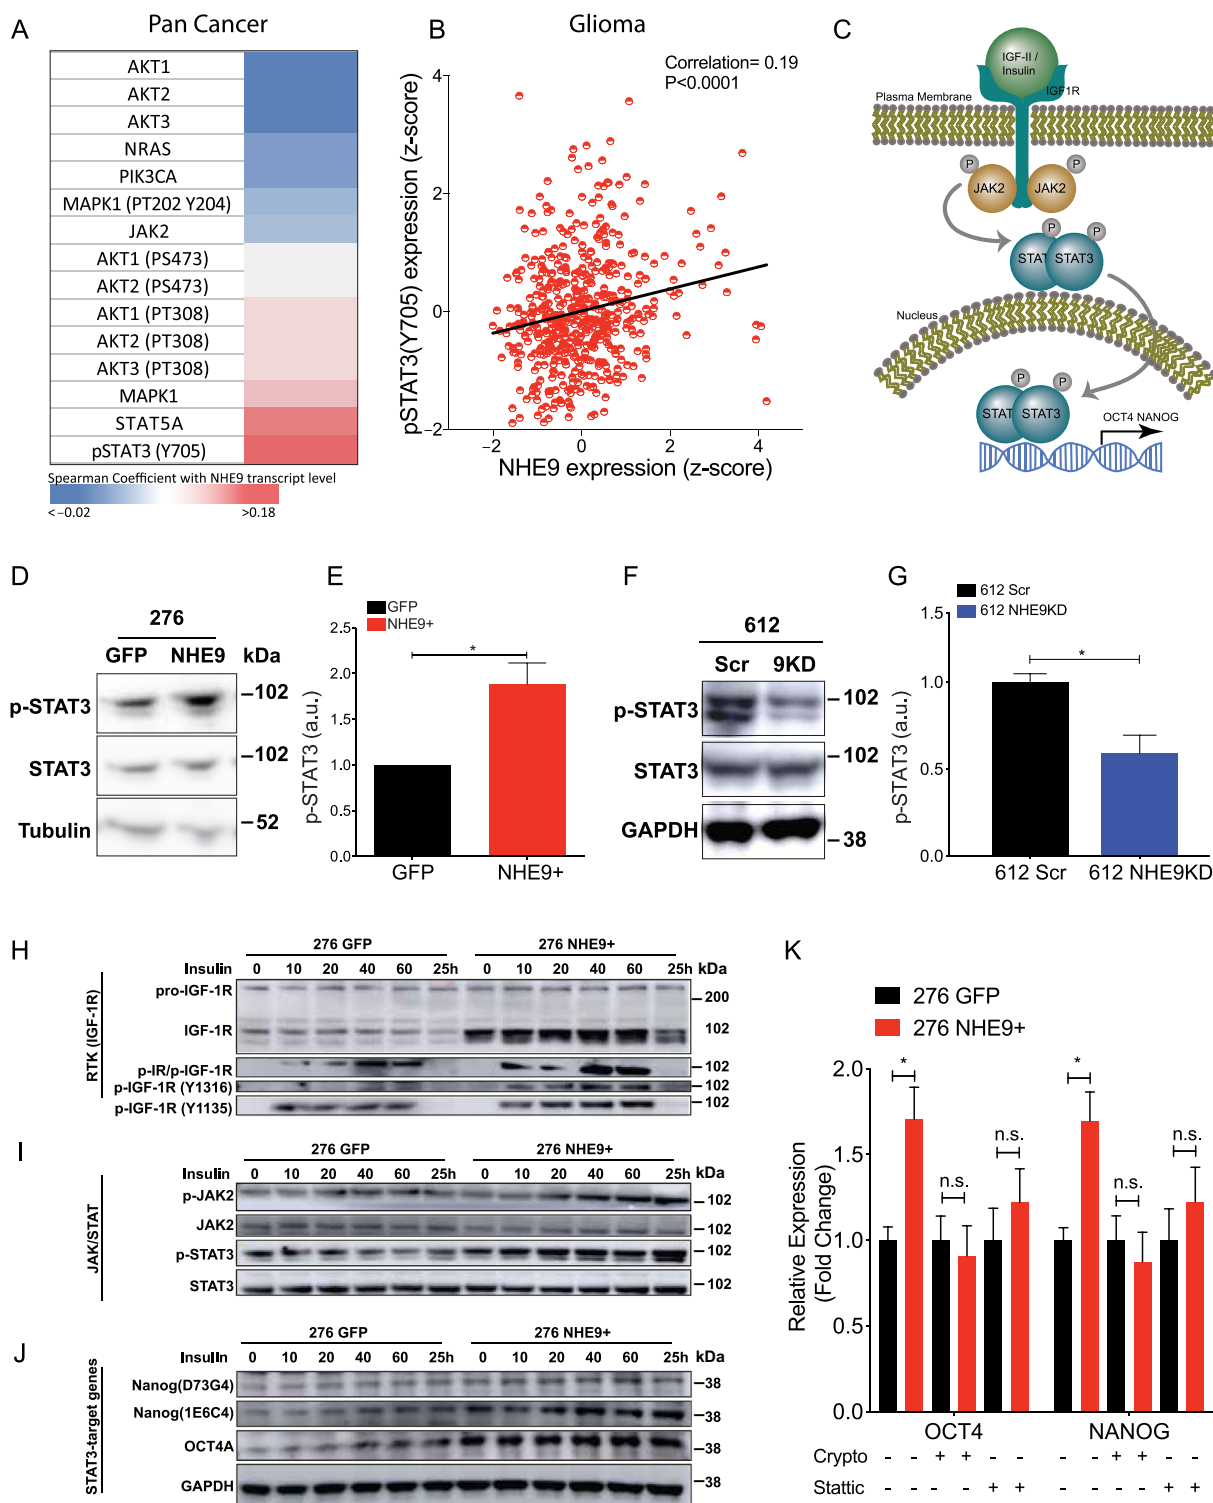 A
Pan Cancer
AKT1
AKT2
AKT3
NRAS
PIK3CA
MAPK1 (PT202 Y204)
JAK2
AKT1 (PS473)
AKT2 (PS473)
AKT1 (PT308)
AKT2 (PT308)
AKT3 (PT308)
MAPK1
STAT5A
pSTAT3 (Y705)
Spearman Coefficient with NHE9 transcript level
<−0.02 >0.18
B
Glioma
Correlation= 0.19
P<0.0001
pSTAT3(Y705) expression (z-score)
4
2
0
−2
−2 0 2 4
NHE9 expression (z-score)
C
IGF-II /
Insulin
IGF1R
Plasma Membrane
P P
JAK2 JAK2
P P
STAT STAT3
Nucleus
P P
STAT STAT3
OCT4 NANOG
D
276
GFP NHE9 kDa
p-STAT3 −102
STAT3 −102
Tubulin −52
E
GFP
NHE9+
p-STAT3 (a.u.)
2.5
2.0
1.5
1.0
0.5
0.0
*
GFP NHE9+
F
612
Scr 9KD
p-STAT3 −102
STAT3 −102
GAPDH −38
G
612 Scr
612 NHE9KD
p-STAT3 (a.u.)
1.5
1.0
0.5
0.0
*
612 Scr 612 NHE9KD
H
276 GFP 276 NHE9+
Insulin 0 10 20 40 60 25h 0 10 20 40 60 25h kDa
RTK (IGF-1R)
pro-IGF-1R 200
IGF-1R 102
p-IR/p-IGF-1R 102
p-IGF-1R (Y1316) 102
p-IGF-1R (Y1135) 102
I
276 GFP 276 NHE9+
Insulin 0 10 20 40 60 25h 0 10 20 40 60 25h kDa
JAK/STAT
p-JAK2 102
JAK2 102
p-STAT3 102
STAT3 102
J
276 GFP 276 NHE9+
Insulin 0 10 20 40 60 25h 0 10 20 40 60 25h kDa
STAT3-target genes
Nanog(D73G4) −38
Nanog(1E6C4) −38
OCT4A −38
GAPDH −38
K
276 GFP
276 NHE9+
Relative Expression
(Fold Change)
2.0
1.5
1.0
0.5
0.0
* n.s. n.s. * n.s. n.s.
OCT4 NANOG
Crypto - - + + - - - - + + - -
Stattic - - - - + + - - - - + +